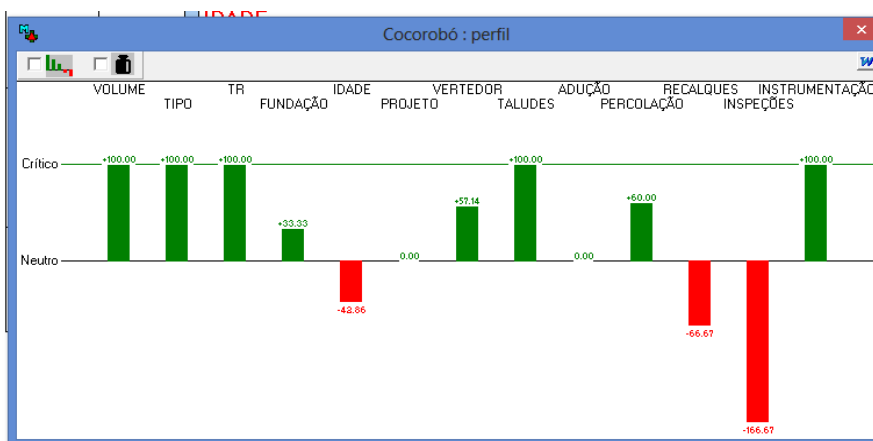 IDADE
Cocorobó : perfil
VOLUME TR IDADE VERTEDOR ADUÇÃO RECALQUES INSTRUMENTAÇÃO
TIPO FUNDAÇÃO PROJETO TALUDES PERCOLAÇÃO INSPEÇÕES
Crítico +100.00 +100.00 +100.00 +100.00 +100.00
+57.14 +60.00
+33.33
Neutro 0.00 0.00
-42.86
-66.67
-166.67